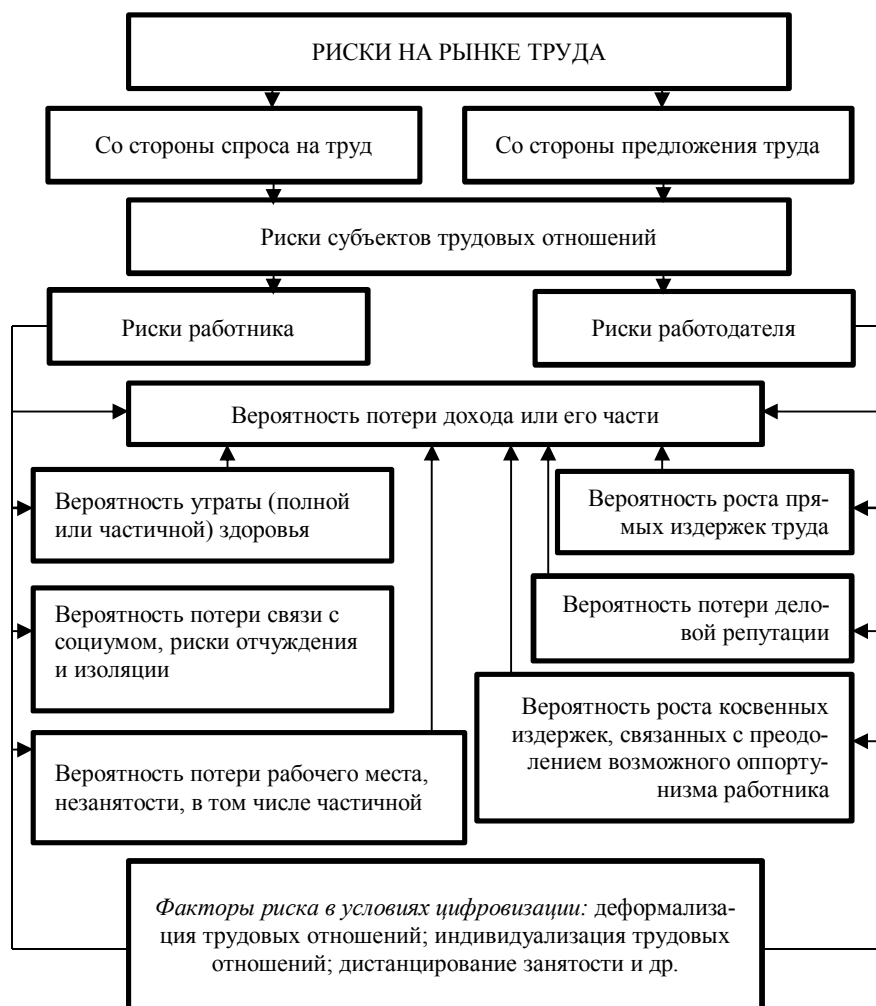 РИСКИ НА РЫНКЕ ТРУДА
Со стороны спроса на труд
Со стороны предложения труда
Риски субъектов трудовых отношений
Риски работника
Риски работодателя
Вероятность потери дохода или его части
Вероятность утраты (полной
или частичной) здоровья
Вероятность роста пря-
мых издержек труда
Вероятность потери связи с
социумом, риски отчуждения
и изоляции
Вероятность потери дело-
вой репутации
Вероятность роста косвенных
издержек, связанных с преодо-
лением возможного оппорту-
низма работника
Вероятность потери рабочего места,
незанятости, в том числе частичной
Факторы риска в условиях цифровизации: деформализа-
ция трудовых отношений; индивидуализация трудовых
отношений; дистанцирование занятости и др.